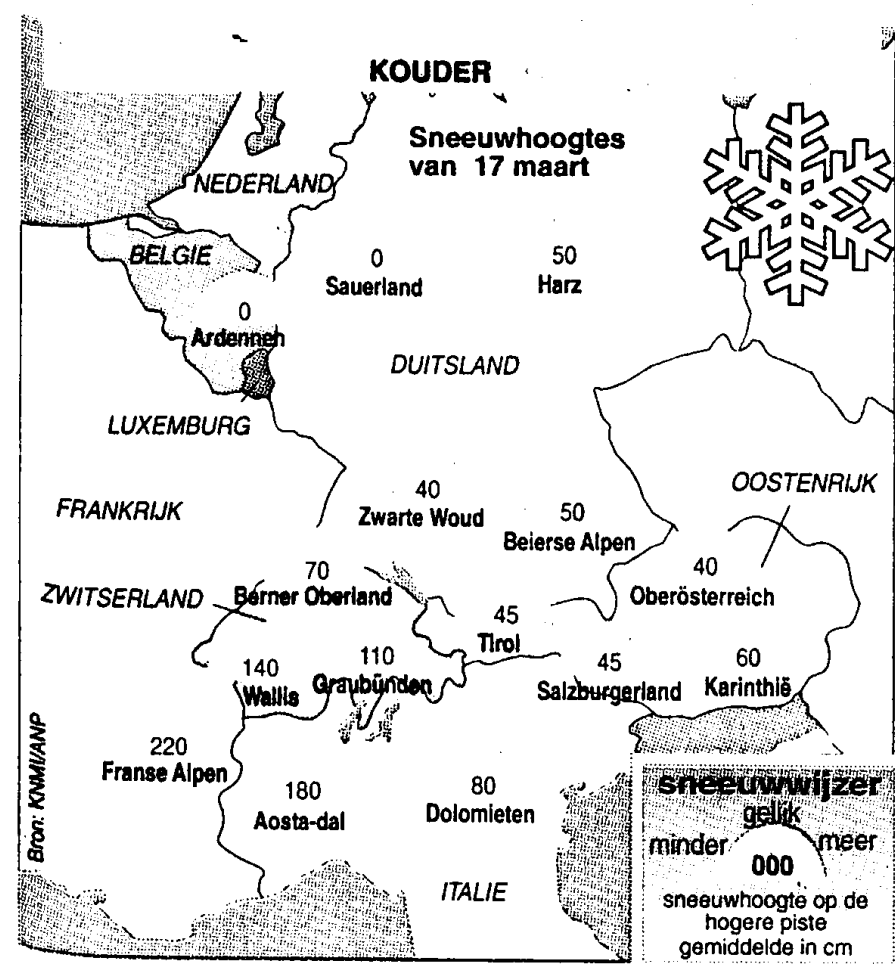 KOUDER
Sneeuwhoogtes
van 17 maart
NEDERLAND
BELGIE
0
Sauerland
50
Harz
0
Ardennen
DUITSLAND
LUXEMBURG
OOSTENRIJK
FRANKRIJK
40
Zwarte Woud
50
Beierse Alpen
40
Oberösterreich
ZWITSERLAND
70
Berner Oberland
45
Tirol
140
Wallis
110
Graubünden
45
Salzburgerland
60
Karinthië
220
Franse Alpen
180
Aosta-dal
80
Dolomieten
ITALIE
Bron: KNMI/ANP
sneeuwwijzer
gelijk
minder meer
000
sneeuwhoogte op de
hogere piste
gemiddelde in cm